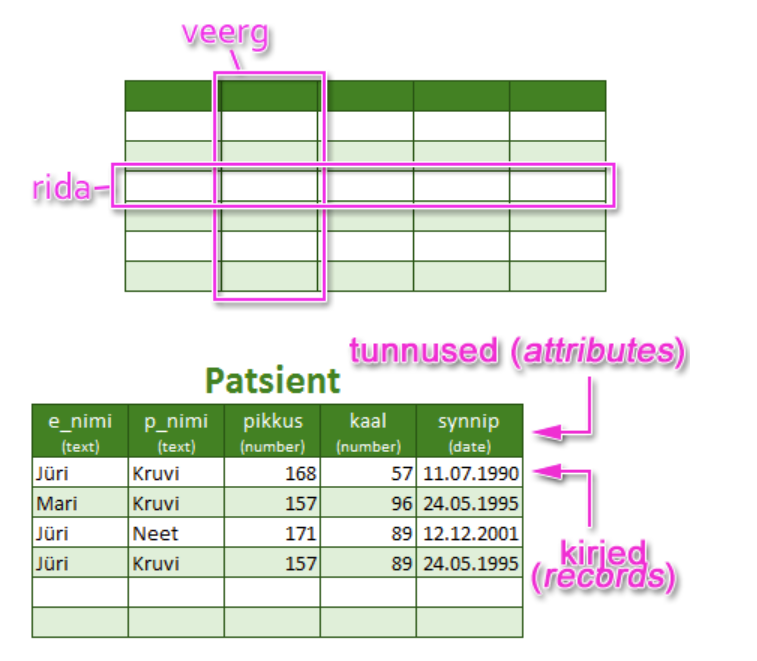 veerg
rida
tunnused (attributes)
Patsient
e_nimi p_nimi pikkus kaal synnip
(text) (text) (number) (number) (date)
Jüri Kruvi 168 57 11.07.1990
Mari Kruvi 157 96 24.05.1995
Jüri Neet 171 89 12.12.2001
Jüri Kruvi 157 89 24.05.1995
kirjed
(records)